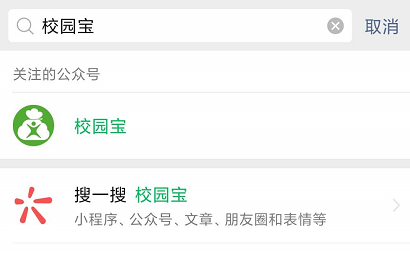 校园宝 取消
关注的公众号
校园宝
搜一搜 校园宝
小程序、公众号、文章、朋友圈和表情等